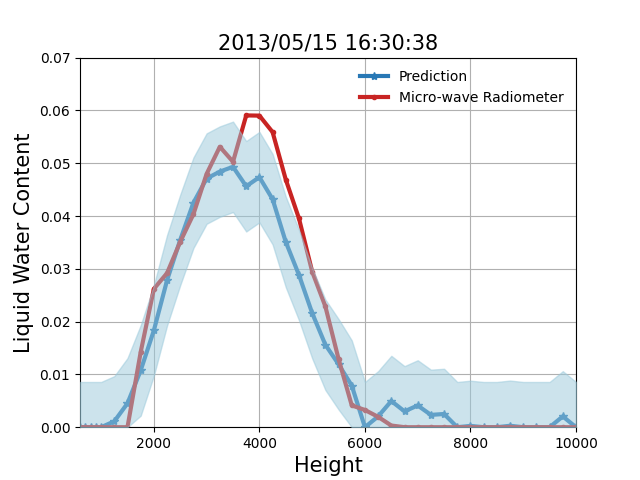 2013/05/15 16:30:38
0.07
0.06
0.05
0.04
0.03
0.02
0.01
0.00
Liquid Water Content
Prediction
Micro-wave Radiometer
2000 4000 6000 8000 10000
Height